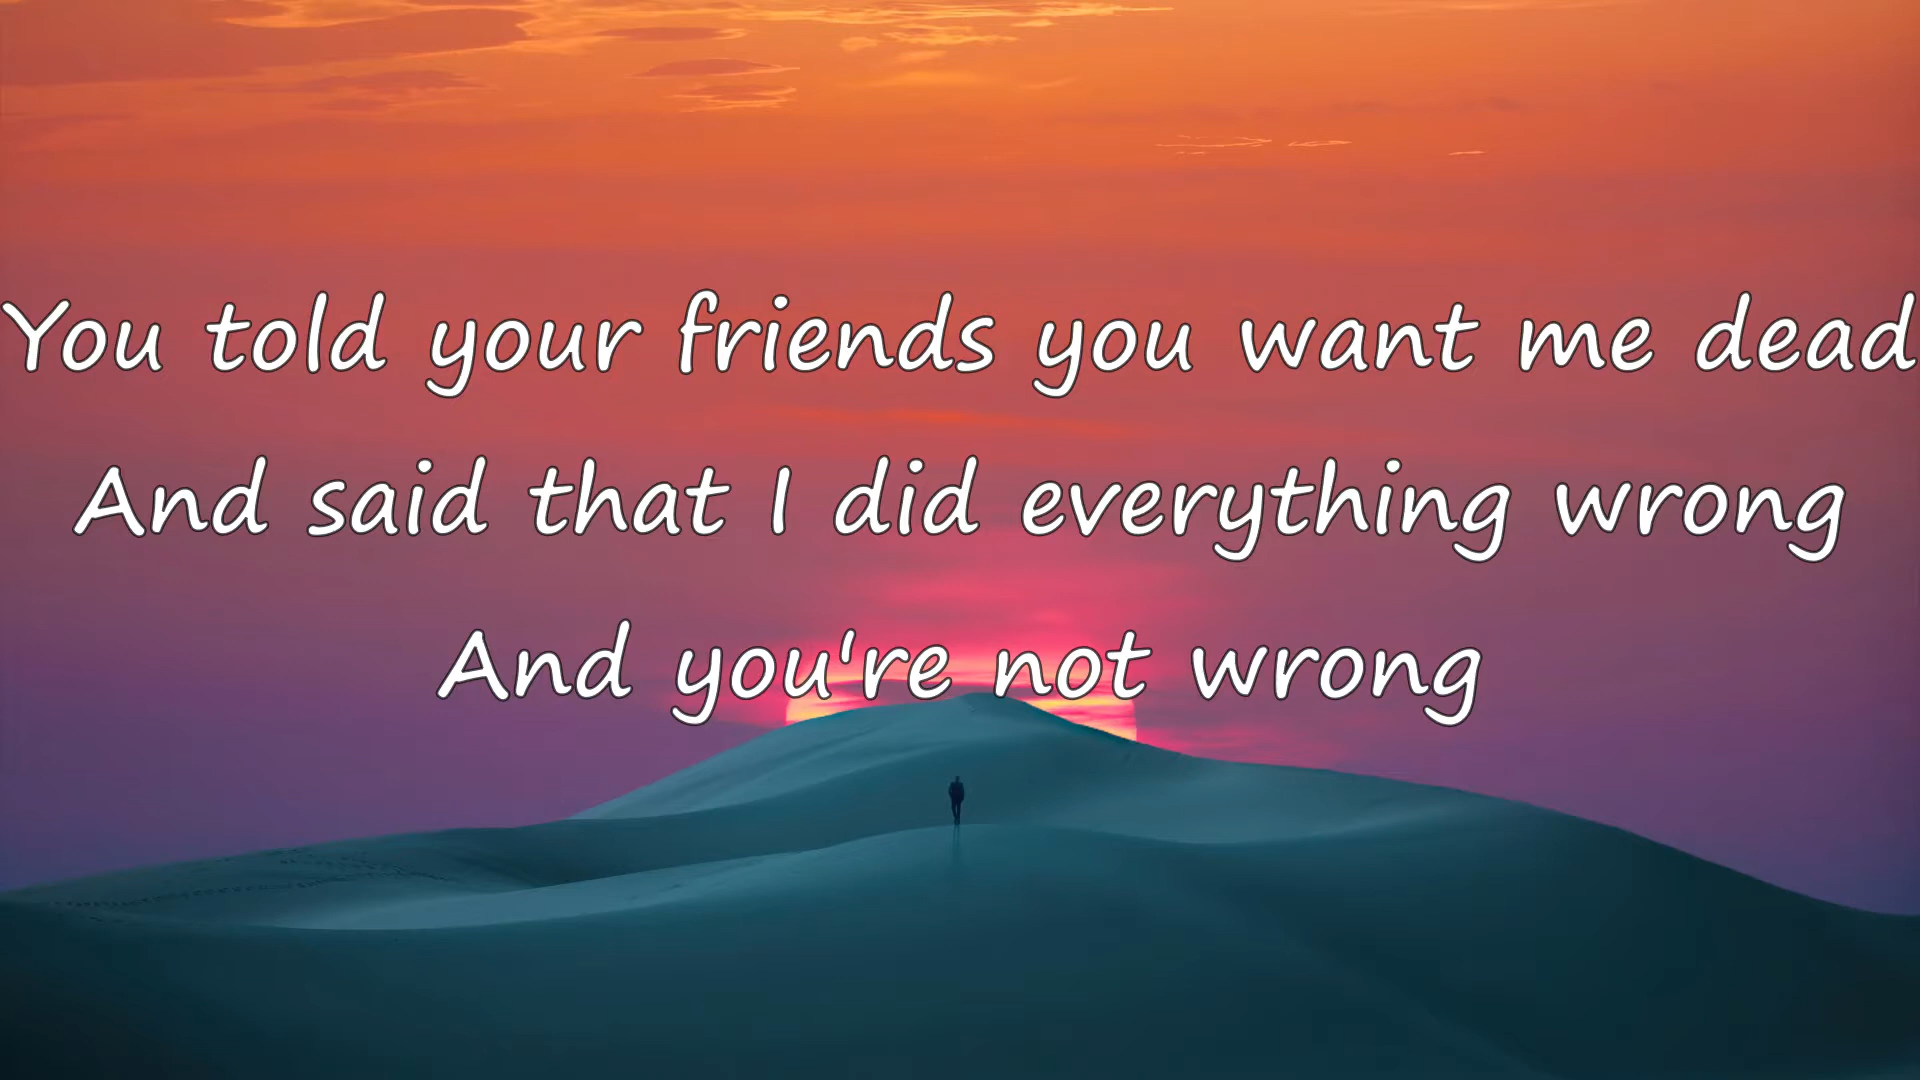 You told your friends you want me dead
And said that I did everything wrong
And you're not wrong